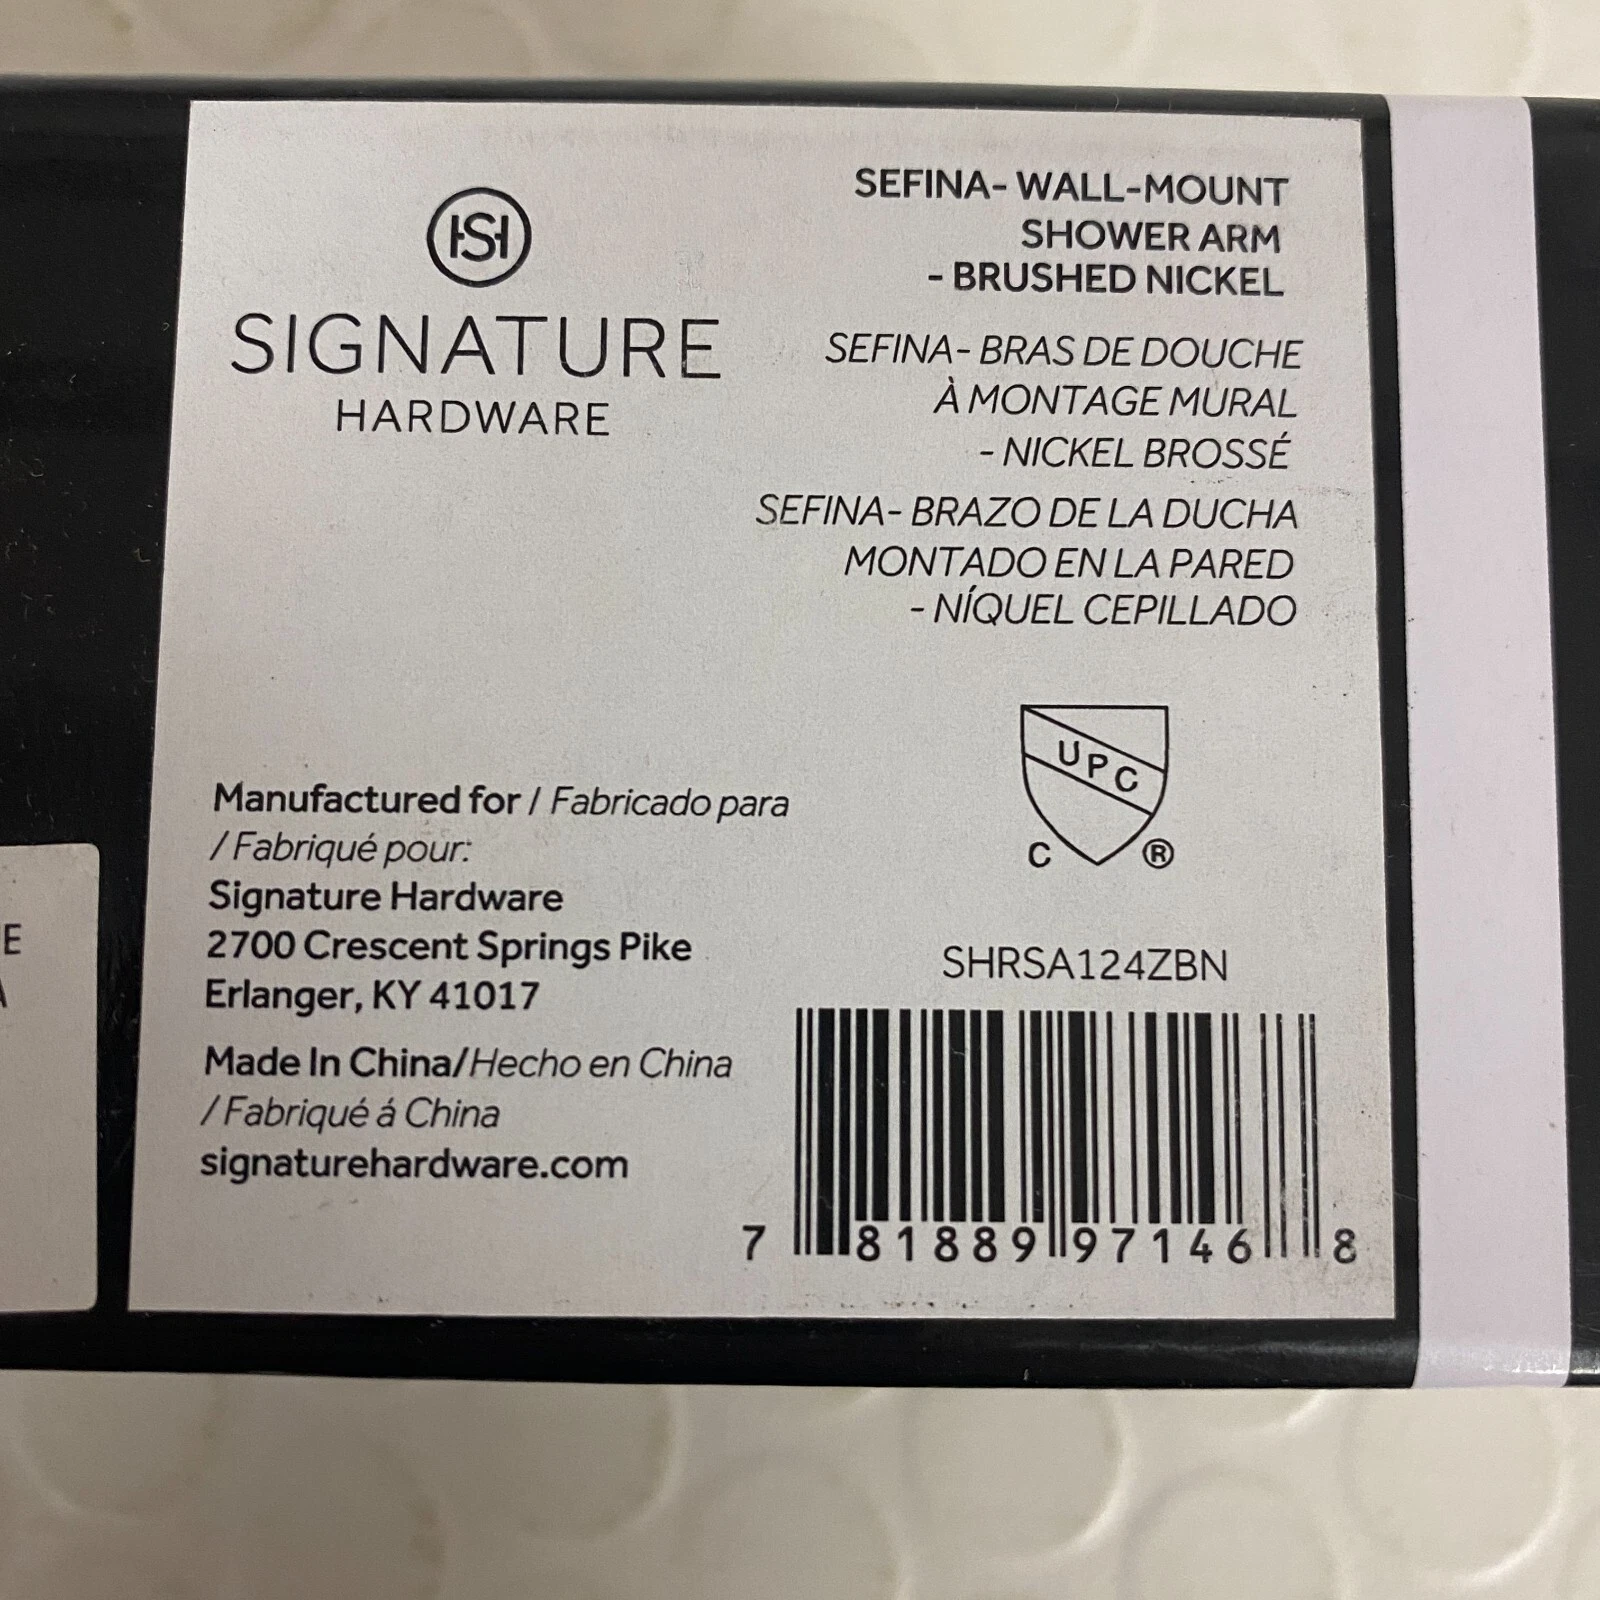 HS
SIGNATURE
HARDWARE
SEFINA- WALL-MOUNT
SHOWER ARM
- BRUSHED NICKEL
SEFINA- BRAS DE DOUCHE
À MONTAGE MURAL
- NICKEL BROSSÉ
SEFINA- BRAZO DE LA DUCHA
MONTADO EN LA PARED
- NÍQUEL CEPILLADO
UPC
C ®
Manufactured for / Fabricado para
/ Fabriqué pour:
Signature Hardware
2700 Crescent Springs Pike
Erlanger, KY 41017
Made In China/Hecho en China
/ Fabriqué á China
signaturehardware.com
SHRSA124ZBN
7 81889 97146 8
E